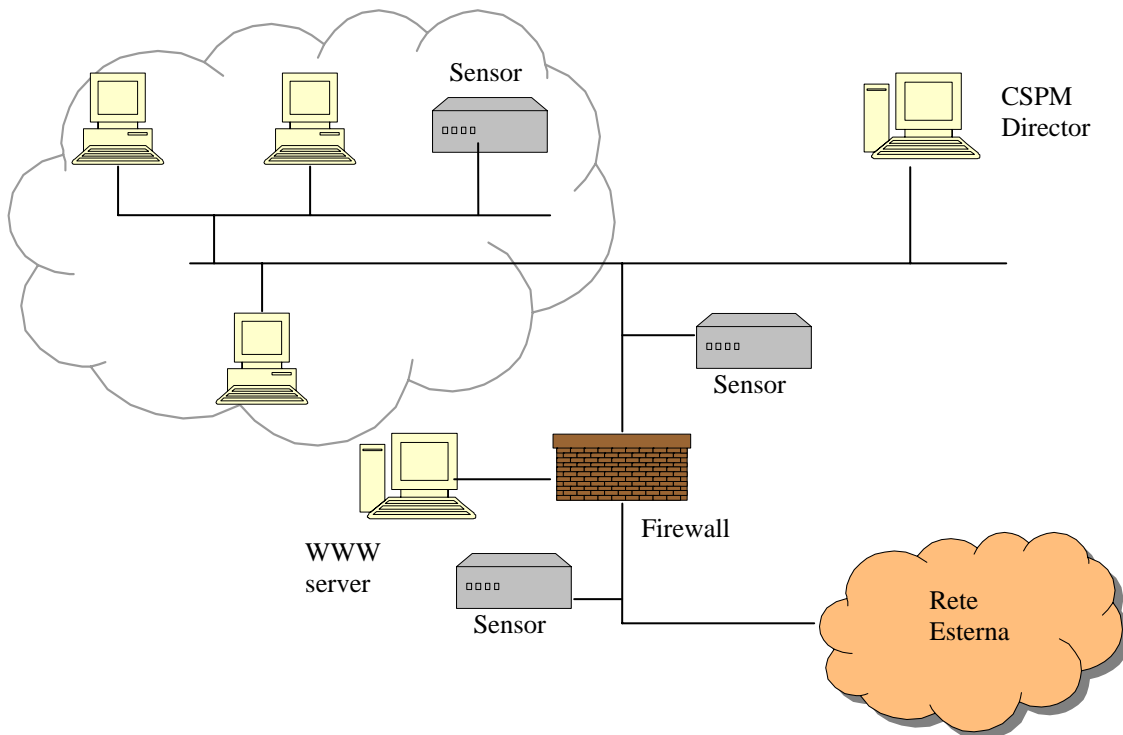 Sensor
CSPM
Director
Sensor
Firewall
WWW
server
Sensor
Rete
Esterna